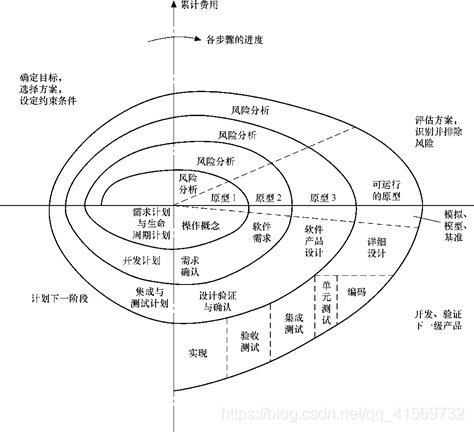 累计费用
各步骤的进度
确定目标，
选择方案，
设定约束条件
评估方案，
识别并排除
风险
风险分析
风险分析
风险分析
风险
分析
原型 1
原型 2
原型 3
可运行
的原型
模拟、
模型、
基准
需求计划
与生命
周期计划
操作概念
软件
需求
软件
产品
设计
详细
设计
开发计划
需求
确认
集成与
测试计划
设计验证
与确认
计划下一阶段
单
元
测
试
编码
集成
测试
验收
测试
实现
开发、验证
下一级产品
https://blog.csdn.net/qq_41569732